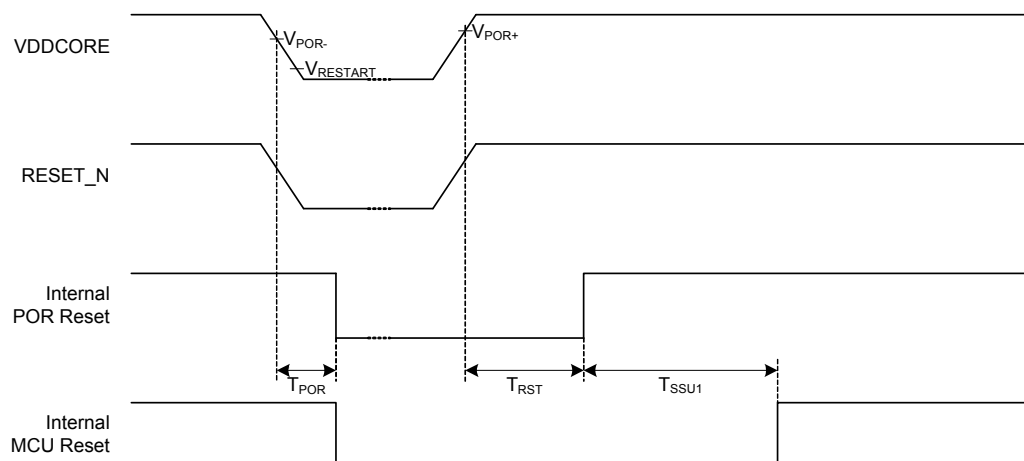 VDDCORE
VPOR-
VRESTART
VPOR+
RESET_N
Internal
POR Reset
TPOR
TRST
TSSU1
Internal
MCU Reset